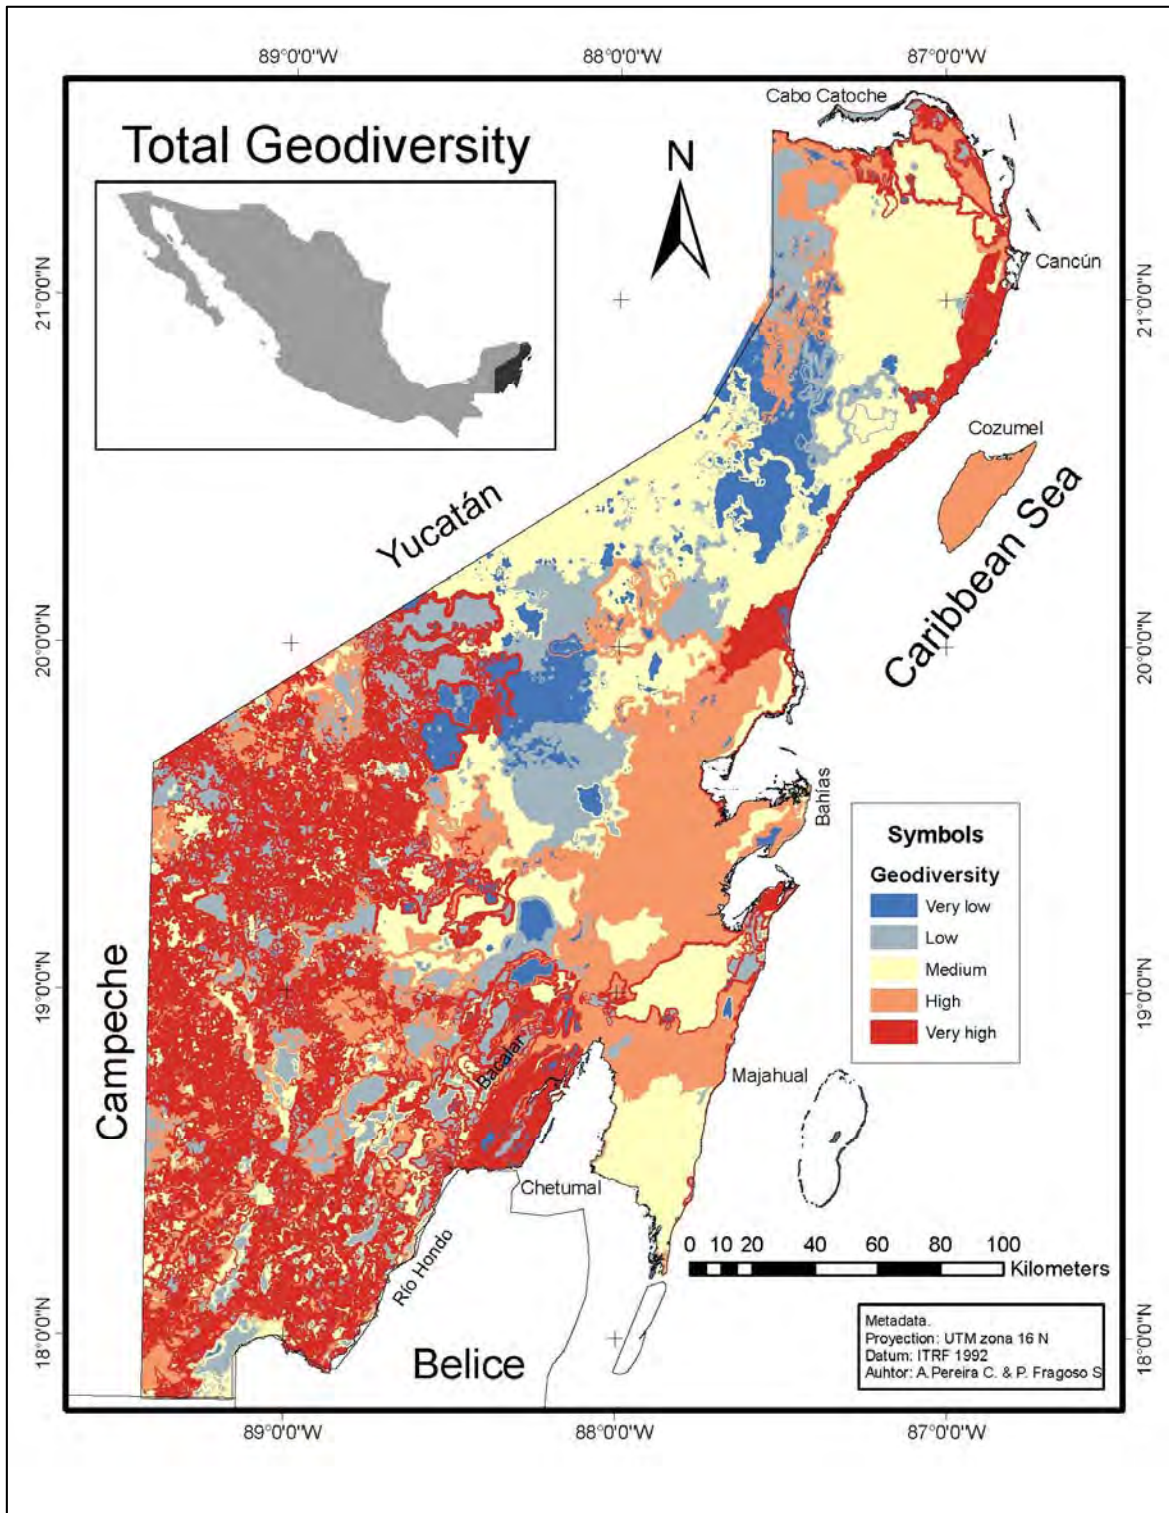 89°0'0"W
88°0'0"W
87°0'0"W
Total Geodiversity
N
Cabo Catoche
Cancún
21°0'0"N
21°0'0"N
Cozumel
Yucatán
Caribbean Sea
20°0'0"N
20°0'0"N
Bahías
Symbols
Geodiversity
Very low
Low
Medium
High
Very high
Campeche
19°0'0"N
19°0'0"N
Bacalar
Majahual
Chetumal
Río Hondo
0 10 20 40 60 80 100
Kilometers
18°0'0"N
18°0'0"N
Belice
Metadata.
Proyection: UTM zona 16 N
Datum: ITRF 1992
Auhtor: A.Pereira C. & P. Fragoso S
89°0'0"W
88°0'0"W
87°0'0"W